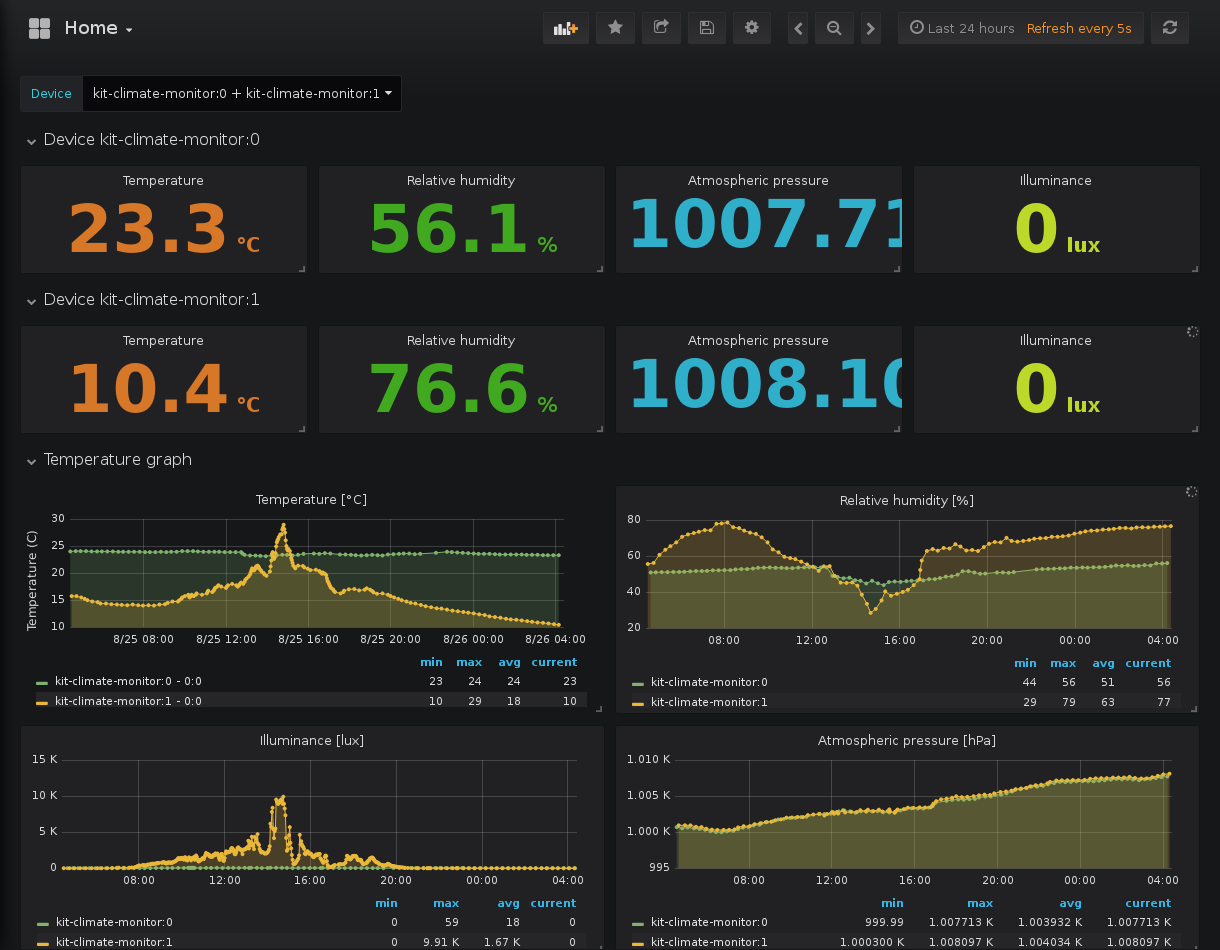 Home
Last 24 hours Refresh every 5s
Device kit-climate-monitor:0 + kit-climate-monitor:1
Device kit-climate-monitor:0
Temperature Relative humidity Atmospheric pressure Illuminance
23.3 °C 56.1 % 1007.71 0 lux
Device kit-climate-monitor:1
Temperature Relative humidity Atmospheric pressure Illuminance
10.4 °C 76.6 % 1008.10 0 lux
Temperature graph
Temperature [°C]
Temperature (C)
30
25
20
15
10
8/25 08:00 8/25 12:00 8/25 16:00 8/25 20:00 8/26 00:00 8/26 04:00
min max avg current
kit-climate-monitor:0 - 0:0 23 24 24 23
kit-climate-monitor:1 - 0:0 10 29 18 10
Relative humidity [%]
80
60
40
20
08:00 12:00 16:00 20:00 00:00 04:00
min max avg current
kit-climate-monitor:0 44 56 51 56
kit-climate-monitor:1 29 79 63 77
Illuminance [lux]
15 K
10 K
5 K
0
08:00 12:00 16:00 20:00 00:00 04:00
min max avg current
kit-climate-monitor:0 0 59 18 0
kit-climate-monitor:1 0 9.91 K 1.67 K 0
Atmospheric pressure [hPa]
1.010 K
1.005 K
1.000 K
995
08:00 12:00 16:00 20:00 00:00 04:00
min max avg current
kit-climate-monitor:0 999.99 1.007713 K 1.003932 K 1.007713 K
kit-climate-monitor:1 1.000300 K 1.008097 K 1.004034 K 1.008097 K